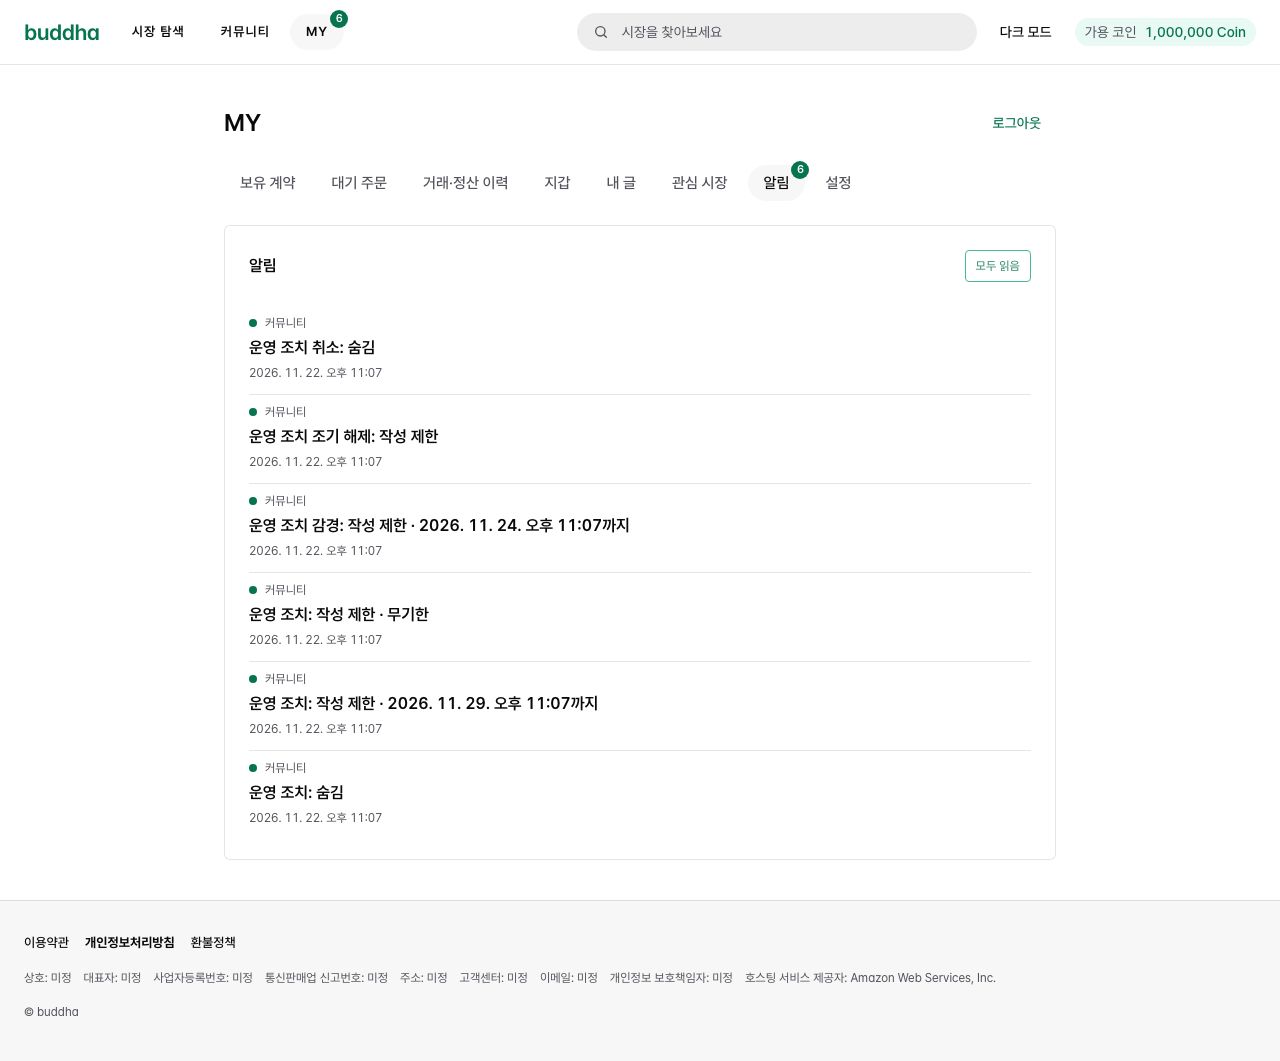 buddha 시장 탐색 커뮤니티 MY 6 시장을 찾아보세요 다크 모드 가용 코인 1,000,000 Coin
MY 로그아웃
보유 계약 대기 주문 거래·정산 이력 지갑 내 글 관심 시장 알림 6 설정
알림 모두 읽음
커뮤니티
운영 조치 취소: 숨김
2026. 11. 22. 오후 11:07
커뮤니티
운영 조치 조기 해제: 작성 제한
2026. 11. 22. 오후 11:07
커뮤니티
운영 조치 감경: 작성 제한 · 2026. 11. 24. 오후 11:07까지
2026. 11. 22. 오후 11:07
커뮤니티
운영 조치: 작성 제한 · 무기한
2026. 11. 22. 오후 11:07
커뮤니티
운영 조치: 작성 제한 · 2026. 11. 29. 오후 11:07까지
2026. 11. 22. 오후 11:07
커뮤니티
운영 조치: 숨김
2026. 11. 22. 오후 11:07
이용약관 개인정보처리방침 환불정책
상호: 미정 대표자: 미정 사업자등록번호: 미정 통신판매업 신고번호: 미정 주소: 미정 고객센터: 미정 이메일: 미정 개인정보 보호책임자: 미정 호스팅 서비스 제공자: Amazon Web Services, Inc.
© buddha